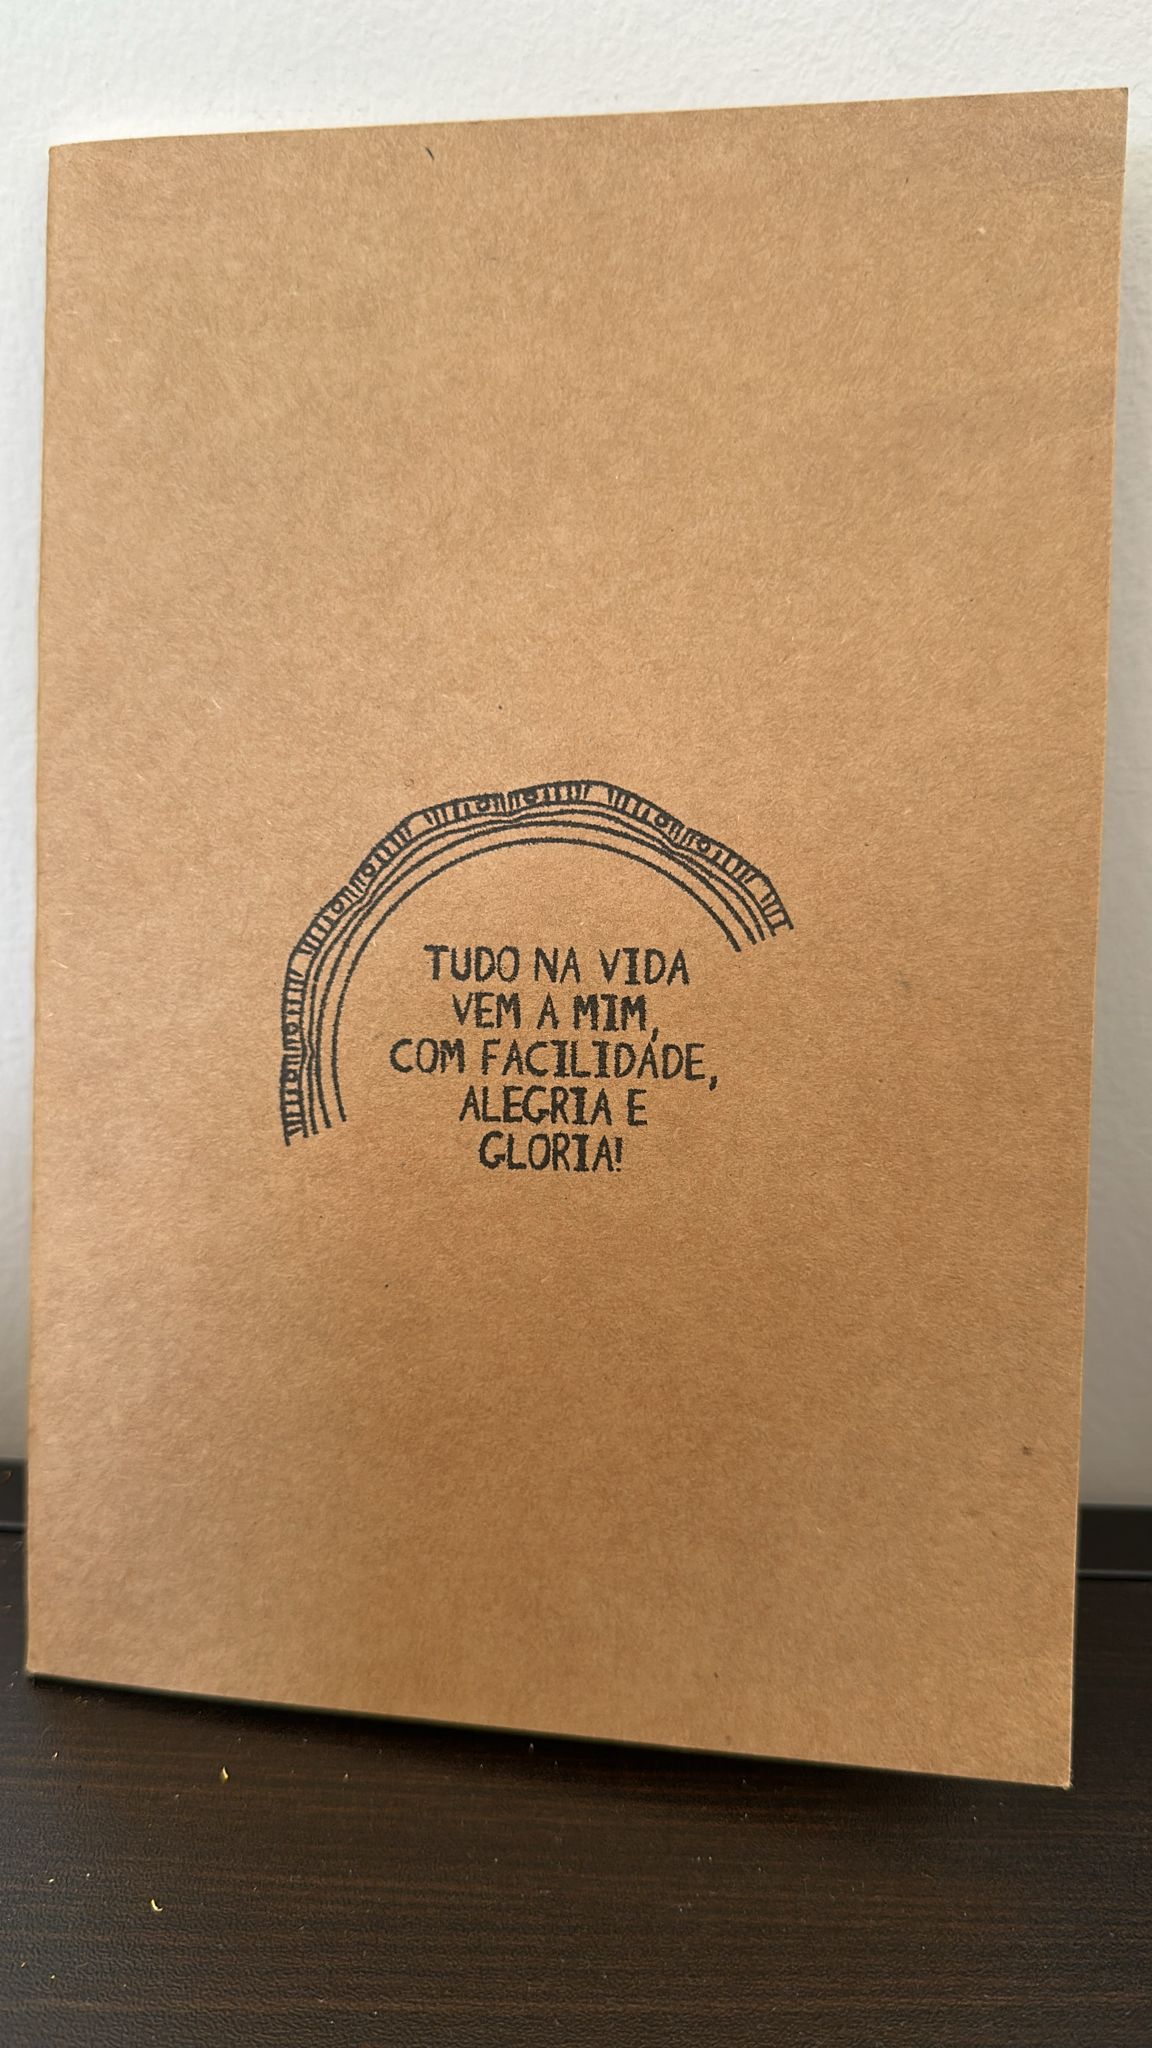 TUDO NA VIDA
VEM A MIM,
COM FACILIDADE,
ALEGRIA E
GLORIA!